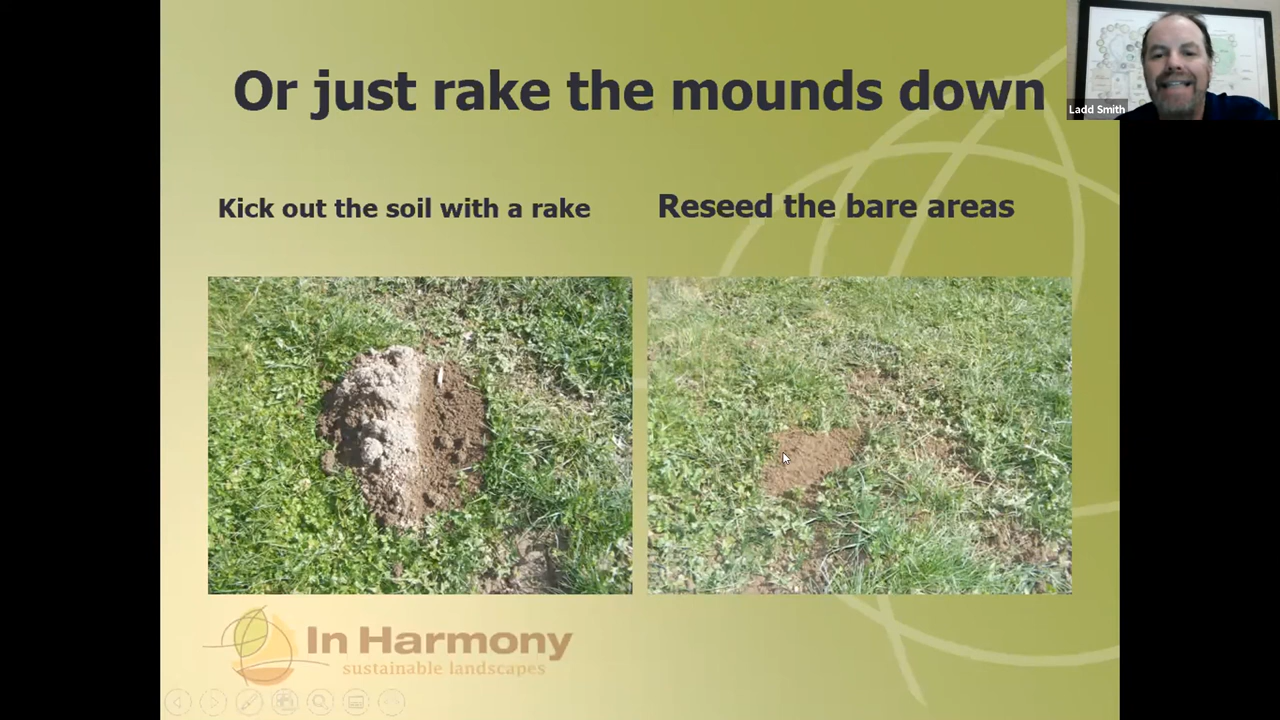 Or just rake the mounds down
Ladd Smith
Kick out the soil with a rake
Reseed the bare areas
In Harmony
sustainable landscapes